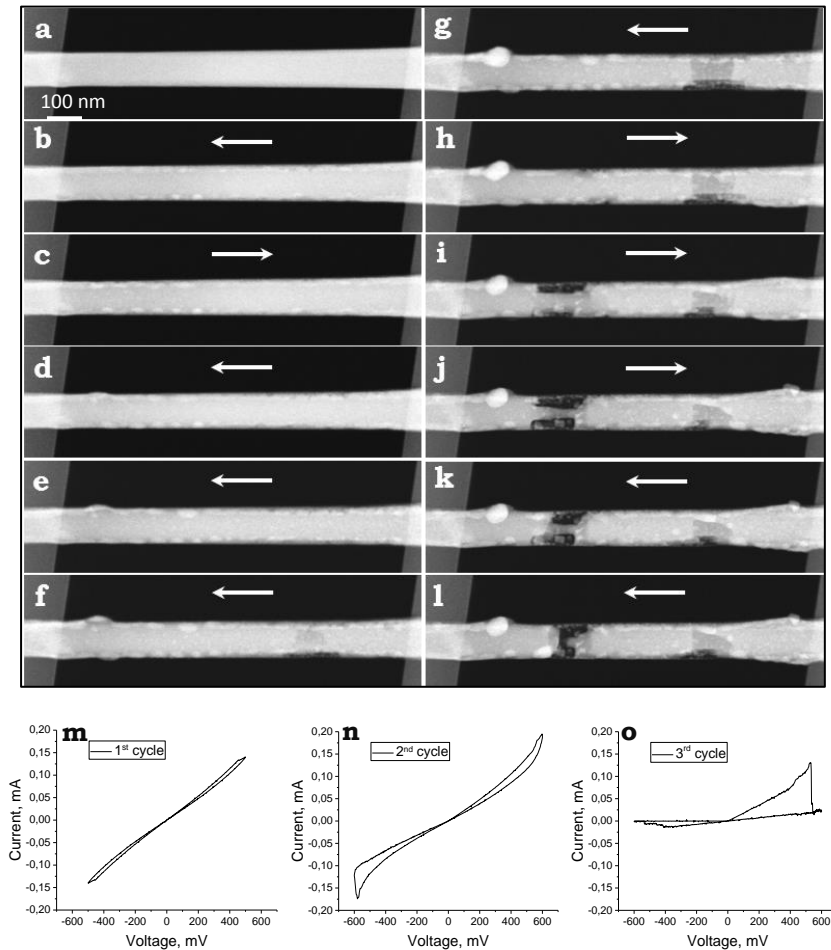 a
g
100 nm
b
h
c
i
d
j
e
k
f
l
m
1st cycle
0,20
0,15
0,10
0,05
0,00
-0,05
-0,10
-0,15
-0,20
Current, mA
-600 -400 -200 0 200 400 600
Voltage, mV
n
2nd cycle
0,20
0,15
0,10
0,05
0,00
-0,05
-0,10
-0,15
-0,20
Current, mA
-600 -400 -200 0 200 400 600
Voltage, mV
o
3rd cycle
0,20
0,15
0,10
0,05
0,00
-0,05
-0,10
-0,15
-0,20
Current, mA
-600 -400 -200 0 200 400 600
Voltage, mV